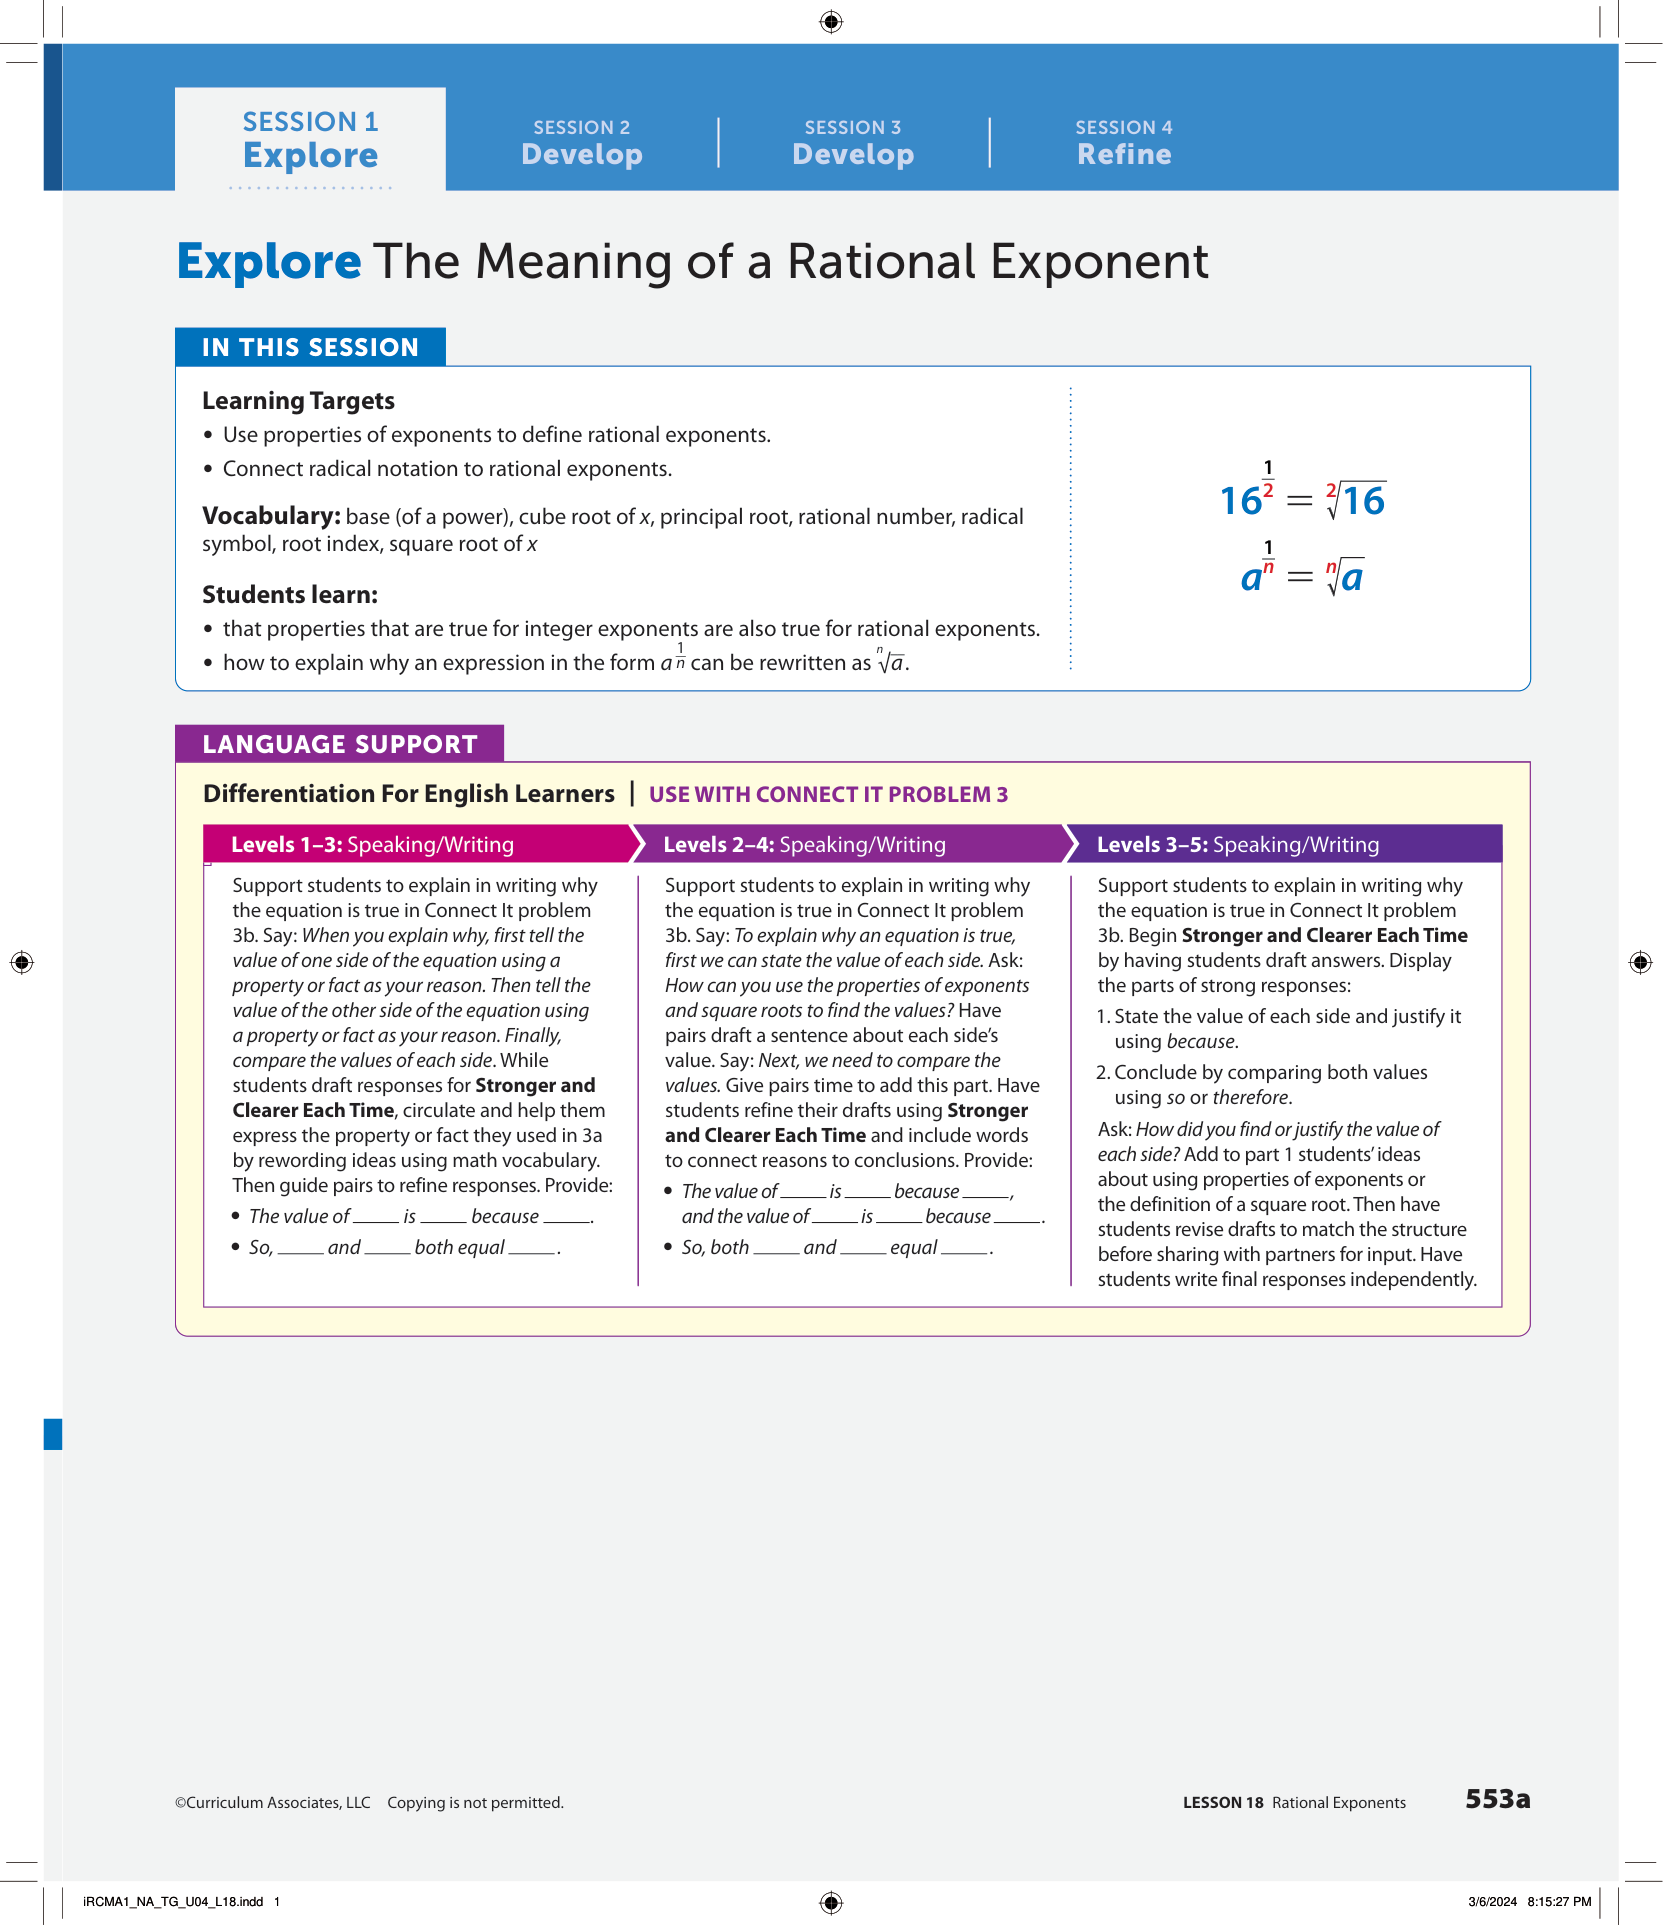 SESSION 1
Explore
SESSION 2
Develop
SESSION 3
Develop
SESSION 4
Refine
Explore The Meaning of a Rational Exponent
IN THIS SESSION
Learning Targets
• Use properties of exponents to define rational exponents.
• Connect radical notation to rational exponents.
Vocabulary: base (of a power), cube root of x, principal root, rational number, radical
symbol, root index, square root of x
Students learn:
• that properties that are true for integer exponents are also true for rational exponents.
• how to explain why an expression in the form a^(1/n) can be rewritten as ⁿ√a.
16^(1/2) = ²√16
a^(1/n) = ⁿ√a
LANGUAGE SUPPORT
Differentiation For English Learners | USE WITH CONNECT IT PROBLEM 3
Levels 1–3: Speaking/Writing
Support students to explain in writing why
the equation is true in Connect It problem
3b. Say: When you explain why, first tell the
value of one side of the equation using a
property or fact as your reason. Then tell the
value of the other side of the equation using
a property or fact as your reason. Finally,
compare the values of each side. While
students draft responses for Stronger and
Clearer Each Time, circulate and help them
express the property or fact they used in 3a
by rewording ideas using math vocabulary.
Then guide pairs to refine responses. Provide:
• The value of _____ is _____ because _____.
• So, _____ and _____ both equal _____.
Levels 2–4: Speaking/Writing
Support students to explain in writing why
the equation is true in Connect It problem
3b. Say: To explain why an equation is true,
first we can state the value of each side. Ask:
How can you use the properties of exponents
and square roots to find the values? Have
pairs draft a sentence about each side’s
value. Say: Next, we need to compare the
values. Give pairs time to add this part. Have
students refine their drafts using Stronger
and Clearer Each Time and include words
to connect reasons to conclusions. Provide:
• The value of _____ is _____ because _____,
and the value of _____ is _____ because _____.
• So, both _____ and _____ equal _____.
Levels 3–5: Speaking/Writing
Support students to explain in writing why
the equation is true in Connect It problem
3b. Begin Stronger and Clearer Each Time
by having students draft answers. Display
the parts of strong responses:
1. State the value of each side and justify it
using because.
2. Conclude by comparing both values
using so or therefore.
Ask: How did you find or justify the value of
each side? Add to part 1 students’ ideas
about using properties of exponents or
the definition of a square root. Then have
students revise drafts to match the structure
before sharing with partners for input. Have
students write final responses independently.
©Curriculum Associates, LLC Copying is not permitted.
LESSON 18 Rational Exponents 553a
iRCMA1_NA_TG_U04_L18.indd 1
3/6/2024 8:15:27 PM